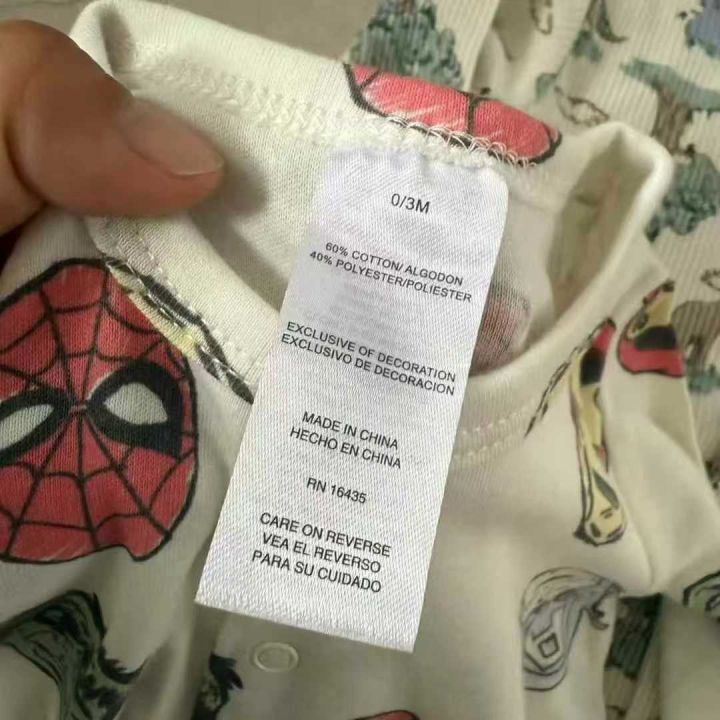 0/3M
60% COTTON/ALGODON
40% POLYESTER/POLIESTER
EXCLUSIVE OF DECORATION
EXCLUSIVO DE DECORACION
MADE IN CHINA
HECHO EN CHINA
RN 16435
CARE ON REVERSE
VEA EL REVERSO
PARA SU CUIDADO